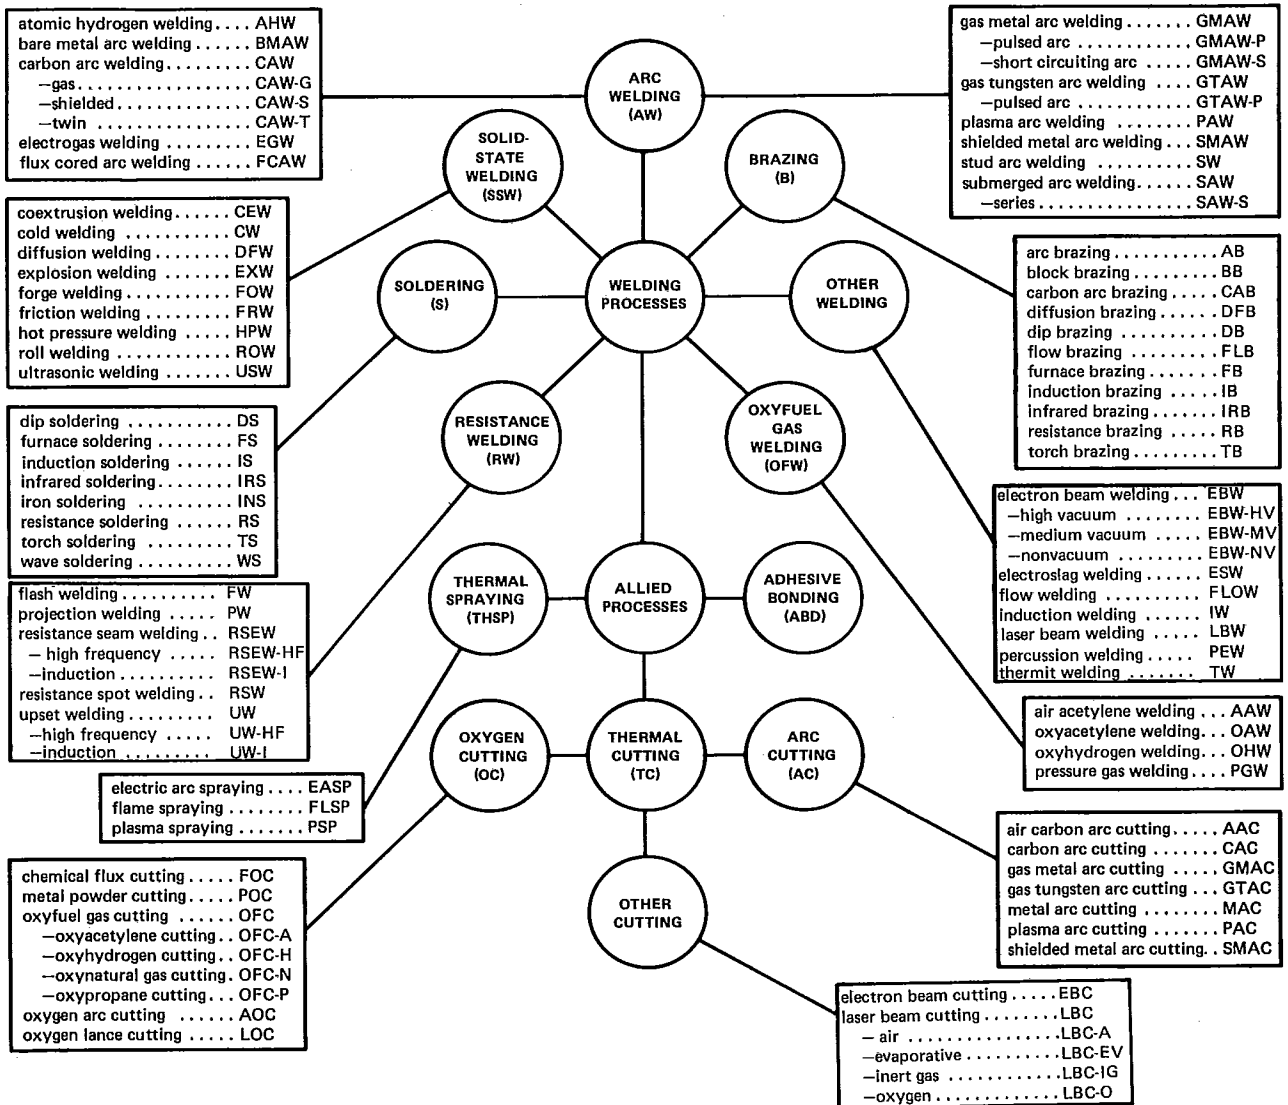 atomic hydrogen welding.... AHW
bare metal arc welding...... BMAW
carbon arc welding........ CAW
—gas................ CAW-G
—shielded............ CAW-S
—twin............... CAW-T
electrogas welding........ EGW
flux cored arc welding...... FCAW
ARC
WELDING
(AW)
gas metal arc welding...... GMAW
—pulsed arc............ GMAW-P
—short circuiting arc..... GMAW-S
gas tungsten arc welding.... GTAW
—pulsed arc............ GTAW-P
plasma arc welding........ PAW
shielded metal arc welding... SMAW
stud arc welding.......... SW
submerged arc welding...... SAW
—series............... SAW-S
SOLID-
STATE
WELDING
(SSW)
BRAZING
(B)
coextrusion welding...... CEW
cold welding........... CW
diffusion welding....... DFW
explosion welding....... EXW
forge welding.......... FOW
friction welding........ FRW
hot pressure welding..... HPW
roll welding........... ROW
ultrasonic welding....... USW
SOLDERING
(S)
WELDING
PROCESSES
OTHER
WELDING
arc brazing.......... AB
block brazing........ BB
carbon arc brazing..... CAB
diffusion brazing...... DFB
dip brazing.......... DB
flow brazing......... FLB
furnace brazing....... FB
induction brazing...... IB
infrared brazing....... IRB
resistance brazing..... RB
torch brazing........ TB
dip soldering........... DS
furnace soldering........ FS
induction soldering...... IS
infrared soldering........ IRS
iron soldering.......... INS
resistance soldering...... RS
torch soldering......... TS
wave soldering.......... WS
RESISTANCE
WELDING
(RW)
OXYFUEL
GAS
WELDING
(OFW)
electron beam welding... EBW
—high vacuum........ EBW-HV
—medium vacuum..... EBW-MV
—nonvacuum......... EBW-NV
electroslag welding...... ESW
flow welding.......... FLOW
induction welding...... IW
laser beam welding..... LBW
percussion welding..... PEW
thermit welding....... TW
flash welding.......... FW
projection welding...... PW
resistance seam welding.. RSEW
— high frequency..... RSEW-HF
—induction.......... RSEW-I
resistance spot welding.. RSW
upset welding......... UW
—high frequency..... UW-HF
—induction......... UW-I
THERMAL
SPRAYING
(THSP)
ALLIED
PROCESSES
ADHESIVE
BONDING
(ABD)
air acetylene welding... AAW
oxyacetylene welding... OAW
oxyhydrogen welding... OHW
pressure gas welding.... PGW
OXYGEN
CUTTING
(OC)
THERMAL
CUTTING
(TC)
ARC
CUTTING
(AC)
electric arc spraying.... EASP
flame spraying....... FLSP
plasma spraying...... PSP
air carbon arc cutting..... AAC
carbon arc cutting....... CAC
gas metal arc cutting..... GMAC
gas tungsten arc cutting... GTAC
metal arc cutting....... MAC
plasma arc cutting...... PAC
shielded metal arc cutting.. SMAC
chemical flux cutting..... FOC
metal powder cutting..... POC
oxyfuel gas cutting...... OFC
—oxyacetylene cutting.. OFC-A
—oxyhydrogen cutting.. OFC-H
—oxynatural gas cutting. OFC-N
—oxypropane cutting... OFC-P
oxygen arc cutting...... AOC
oxygen lance cutting..... LOC
OTHER
CUTTING
electron beam cutting..... EBC
laser beam cutting........ LBC
— air................ LBC-A
—evaporative.......... LBC-EV
—inert gas............ LBC-IG
—oxygen............. LBC-O